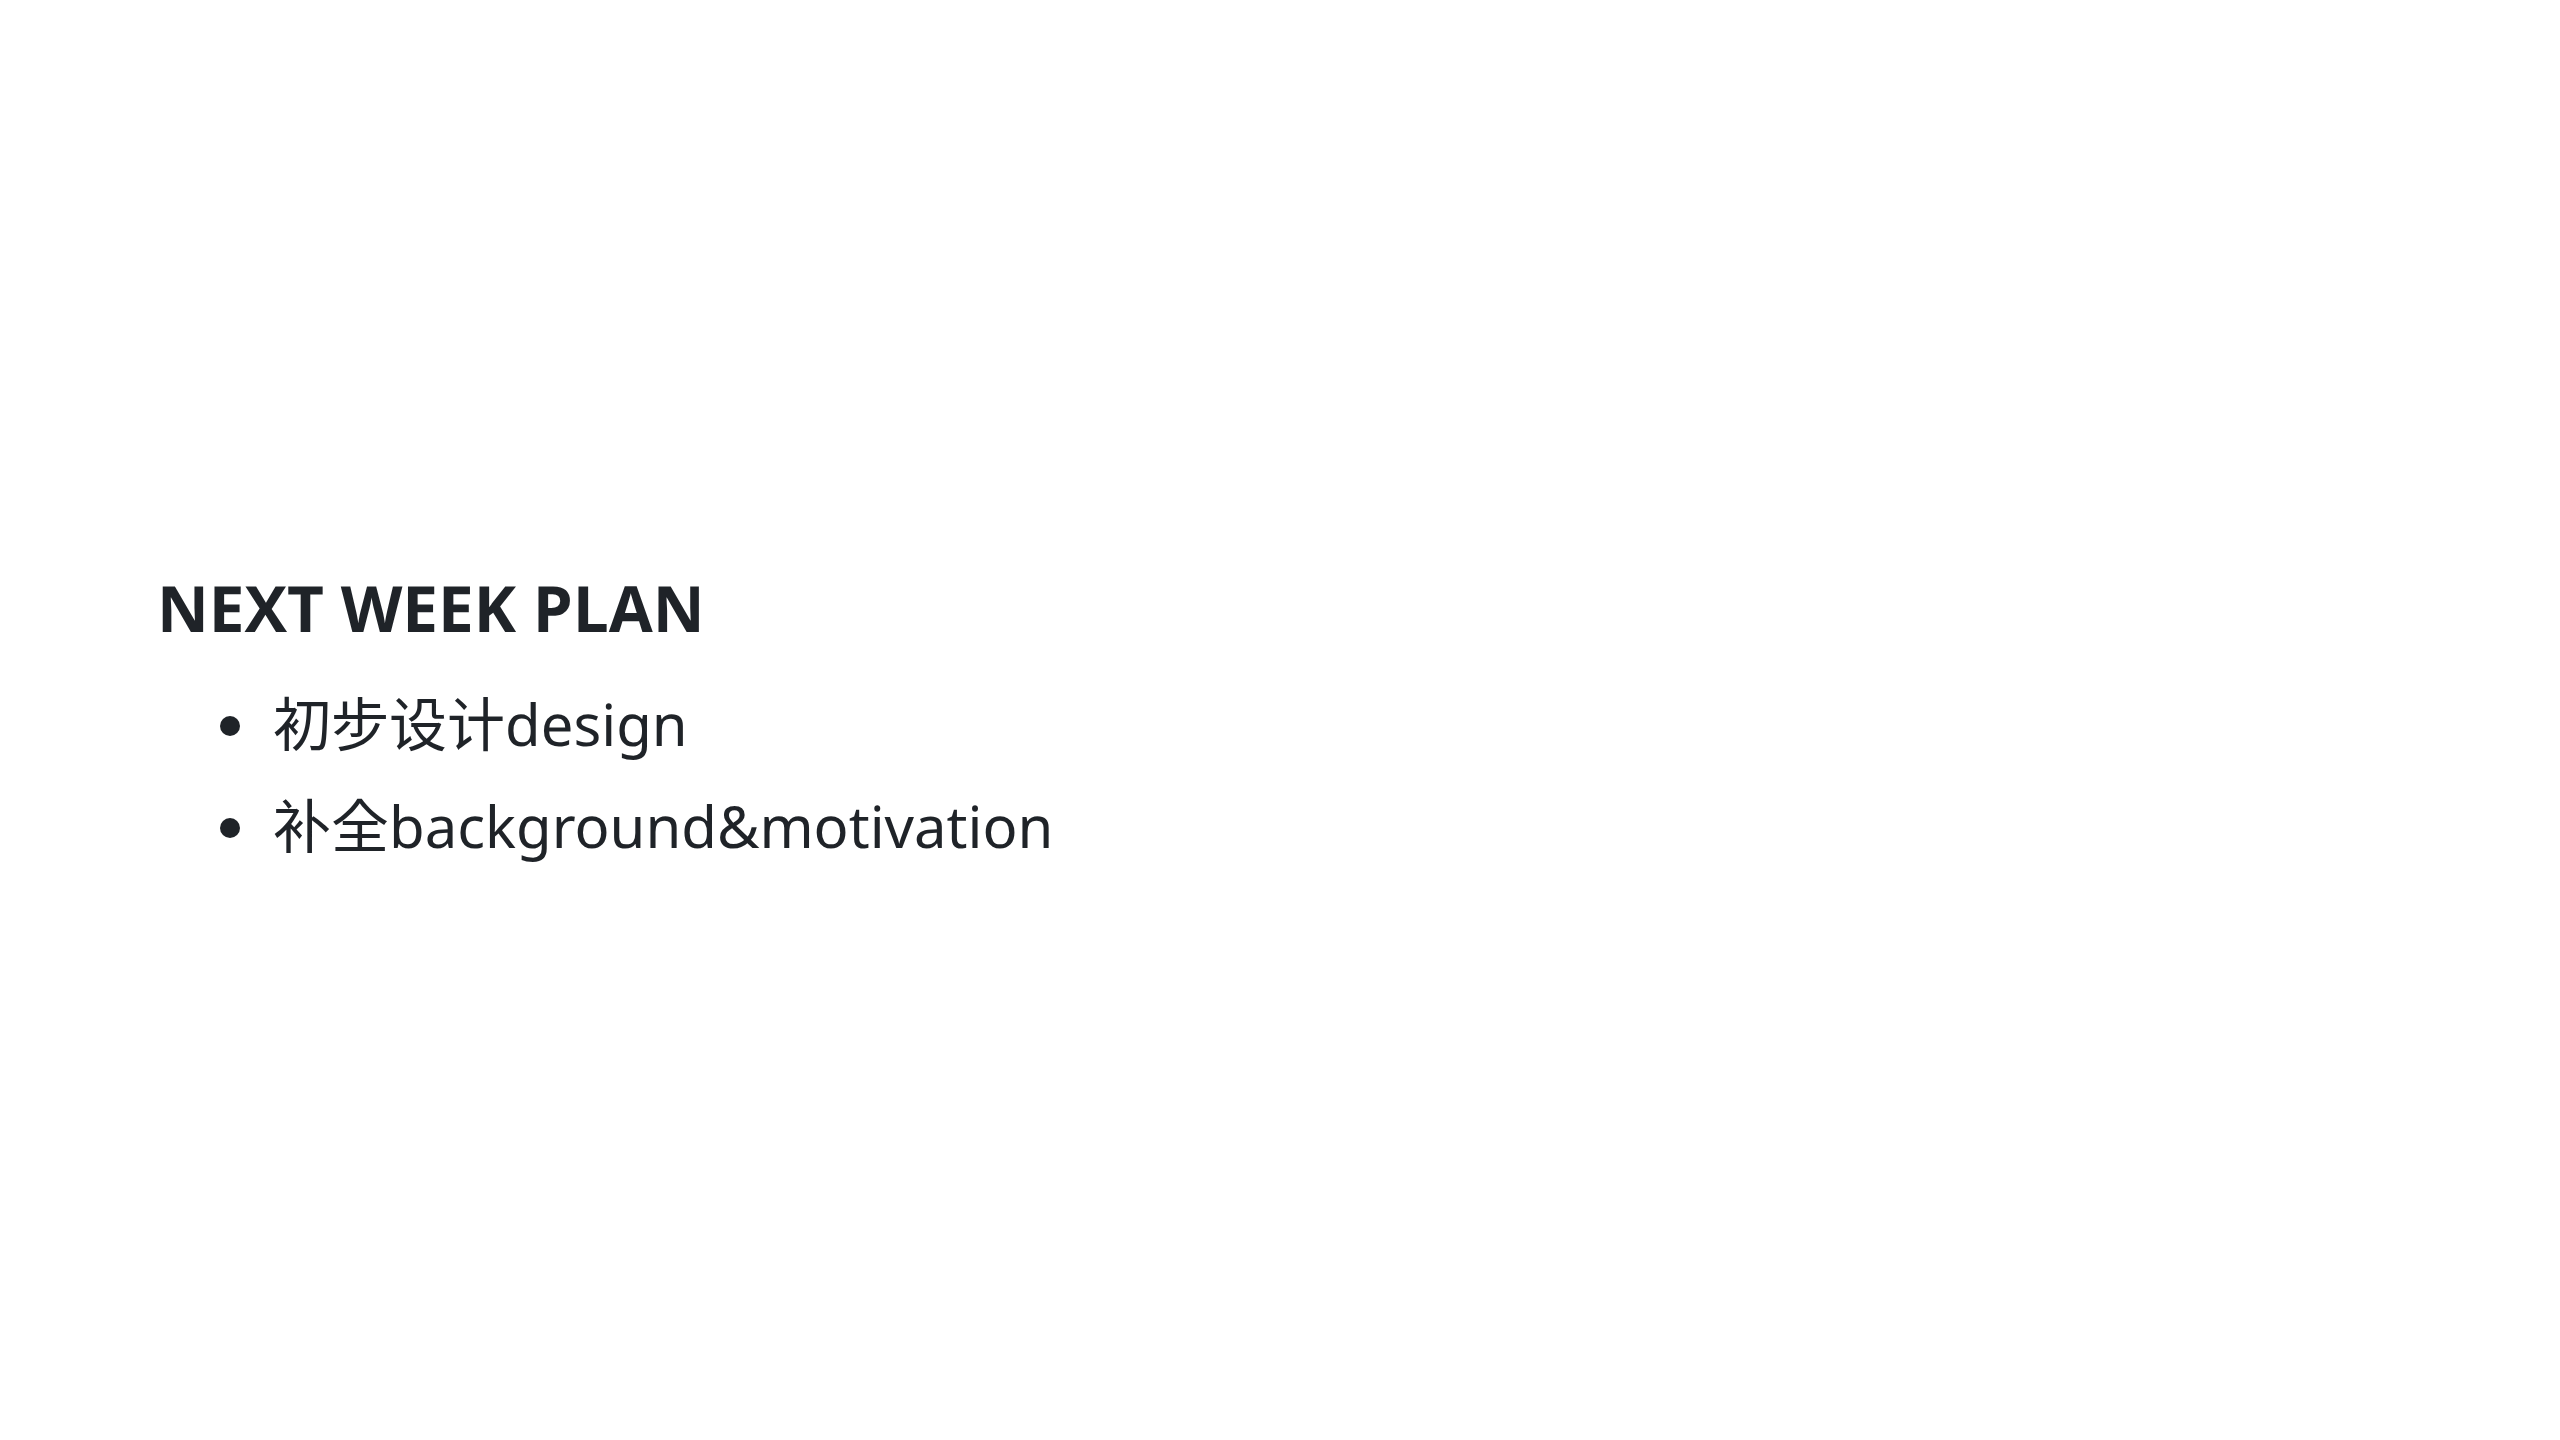 NEXT WEEK PLAN
初步设计design
补全background&motivation